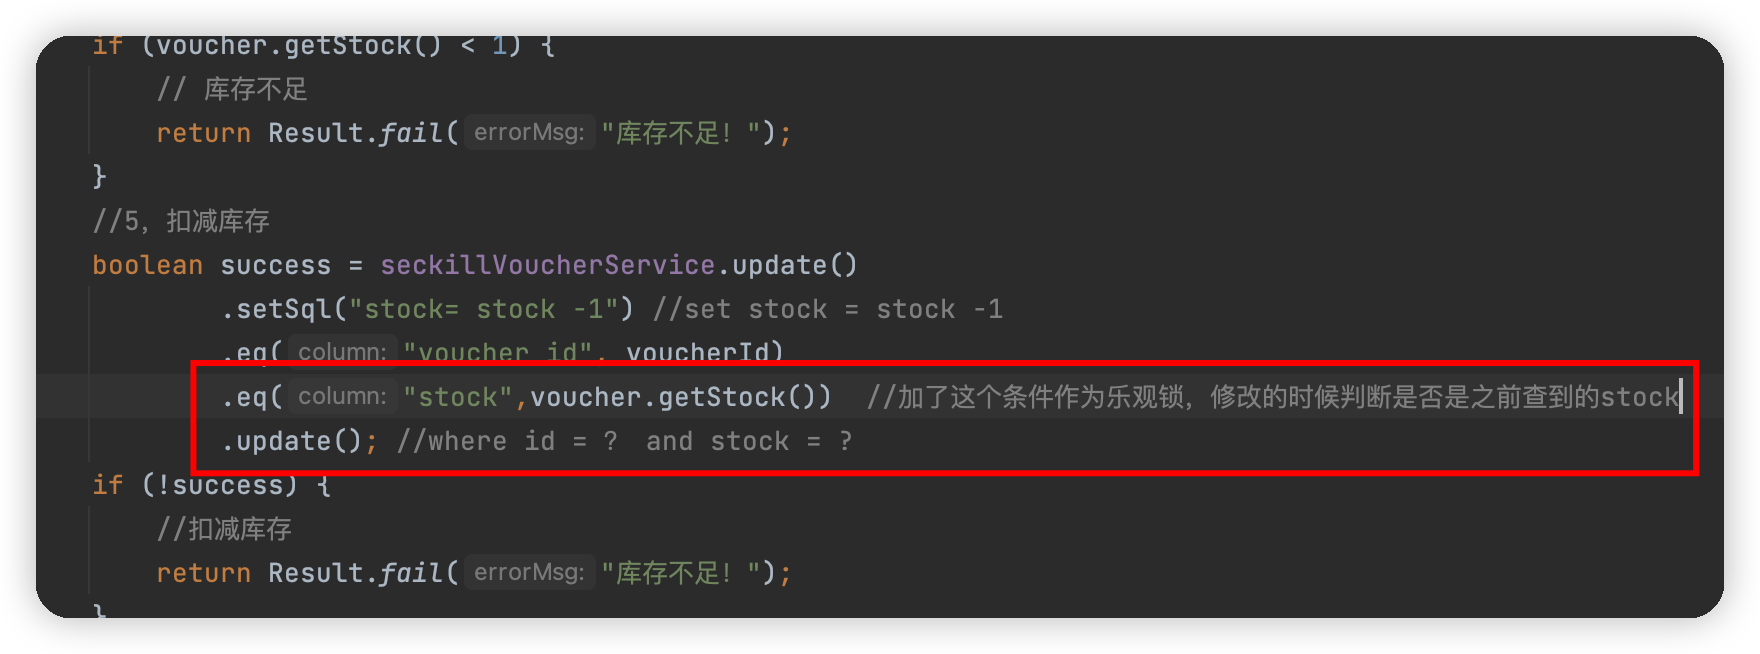 if (voucher.getStock() < 1) {
// 库存不足
return Result.fail( errorMsg: "库存不足！");
}
//5，扣减库存
boolean success = seckillVoucherService.update()
.setSql("stock= stock -1") //set stock = stock -1
.eq( column: "voucher_id", voucherId)
.eq( column: "stock",voucher.getStock()) //加了这个条件作为乐观锁，修改的时候判断是否是之前查到的stock
.update(); //where id = ? and stock = ?
if (!success) {
//扣减库存
return Result.fail( errorMsg: "库存不足！");
}